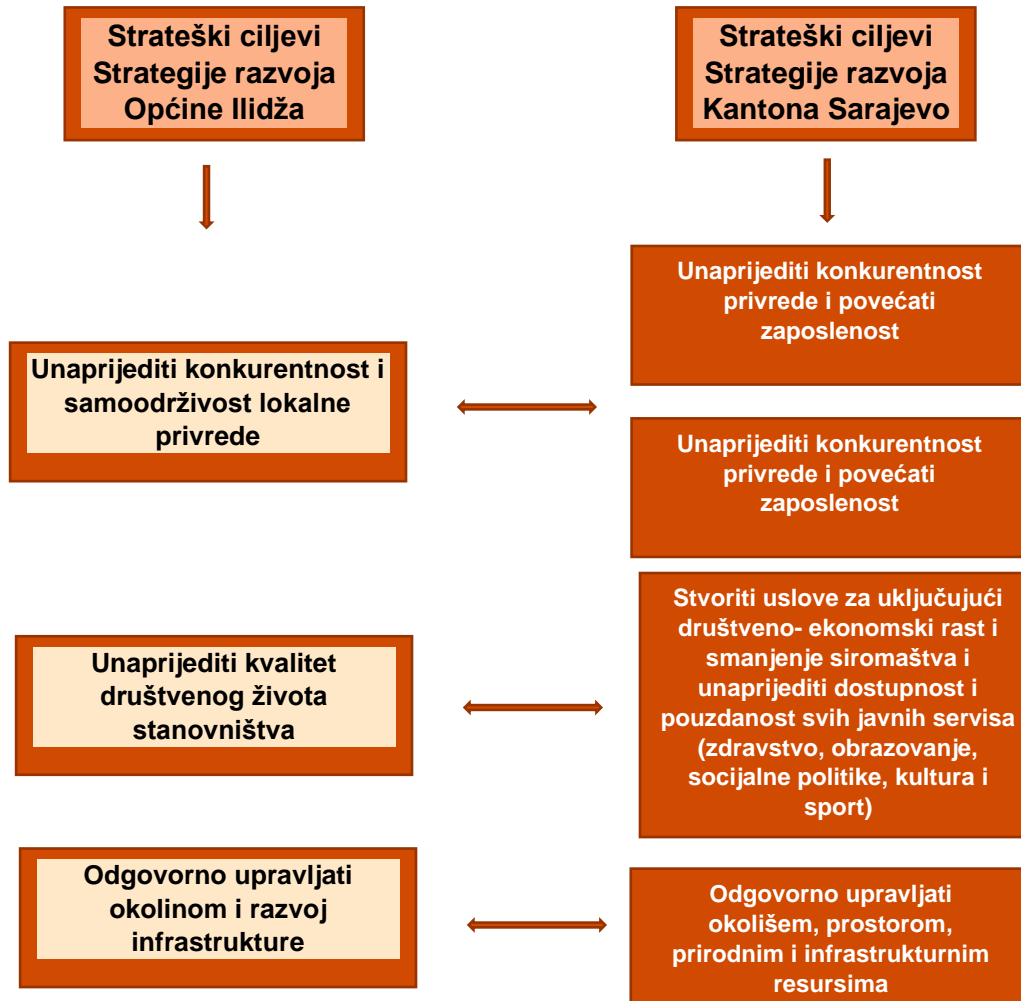 Strateški ciljevi
Strategije razvoja
Općine Ilidža
Strateški ciljevi
Strategije razvoja
Kantona Sarajevo
Unaprijediti konkurentnost i
samoodrživost lokalne
privrede
Unaprijediti konkurentnost
privrede i povećati
zaposlenost
Unaprijediti konkurentnost
privrede i povećati
zaposlenost
Unaprijediti kvalitet
društvenog života
stanovništva
Stvoriti uslove za uključujući
društveno- ekonomski rast i
smanjenje siromaštva i
unaprijediti dostupnost i
pouzdanost svih javnih servisa
(zdravstvo, obrazovanje,
socijalne politike, kultura i
sport)
Odgovorno upravljati
okolinom i razvoj
infrastrukture
Odgovorno upravljati
okolišem, prostorom,
prirodnim i infrastrukturnim
resursima